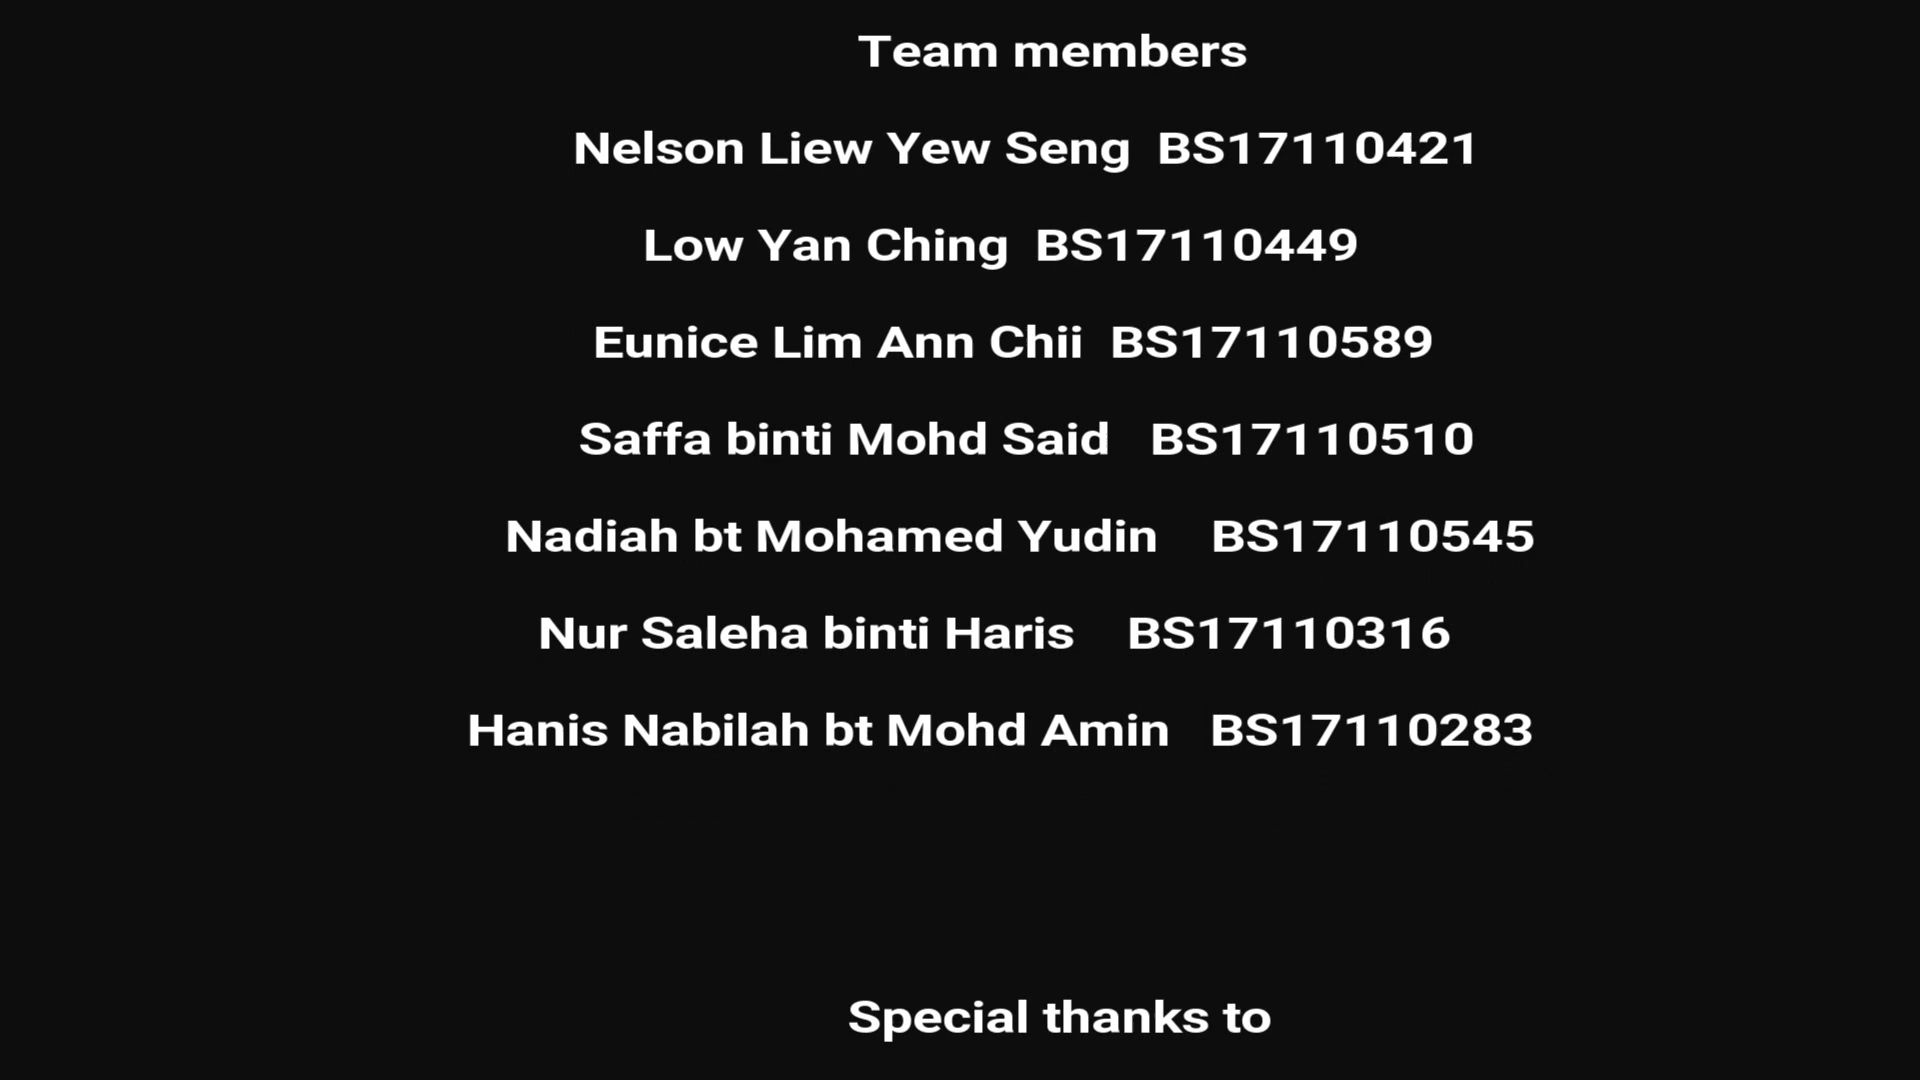 Team members
Nelson Liew Yew Seng  BS17110421
Low Yan Ching  BS17110449
Eunice Lim Ann Chii  BS17110589
Saffa binti Mohd Said   BS17110510
Nadiah bt Mohamed Yudin    BS17110545
Nur Saleha binti Haris    BS17110316
Hanis Nabilah bt Mohd Amin   BS17110283
Special thanks to